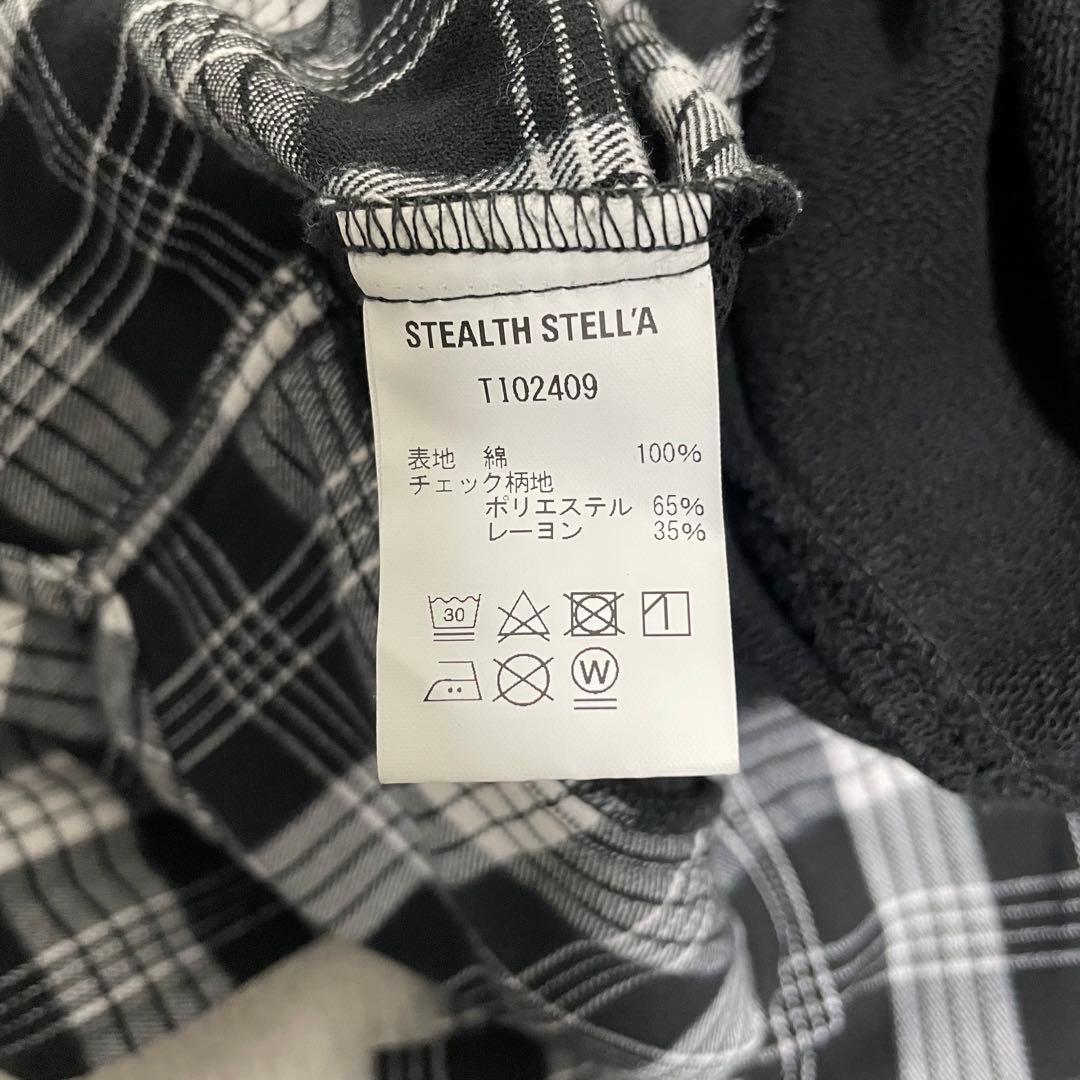 STEALTH STELL'A
TI02409
表地 綿 100%
チェック柄地
ポリエステル 65%
レーヨン 35%
30
W